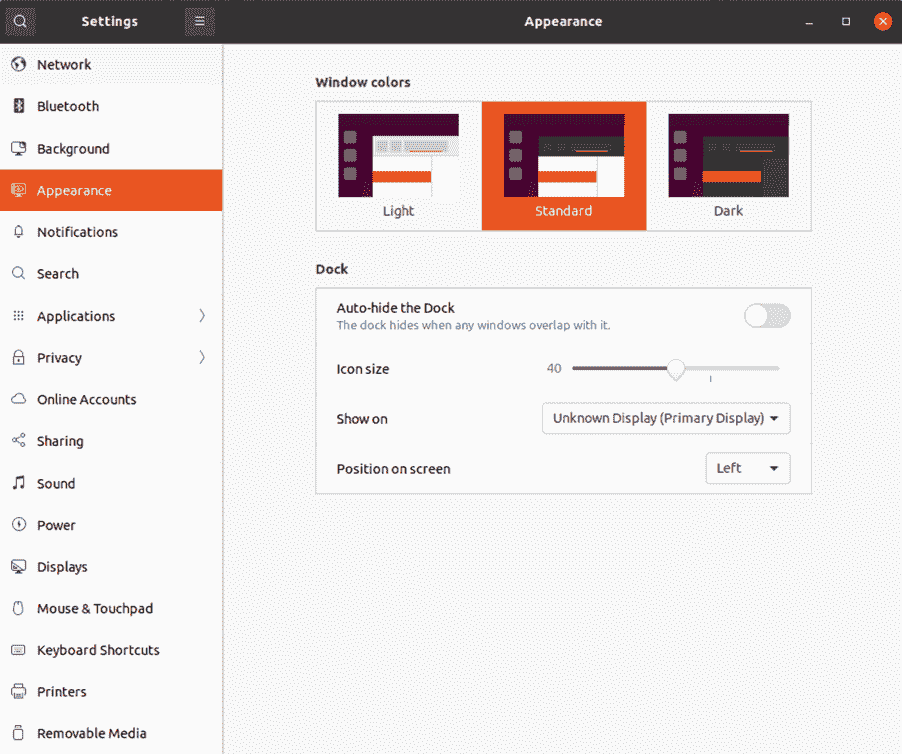 Settings
Appearance
Network
Bluetooth
Background
Appearance
Notifications
Search
Applications
Privacy
Online Accounts
Sharing
Sound
Power
Displays
Mouse & Touchpad
Keyboard Shortcuts
Printers
Removable Media
Window colors
Light
Standard
Dark
Dock
Auto-hide the Dock
The dock hides when any windows overlap with it.
Icon size
40
Show on
Unknown Display (Primary Display)
Position on screen
Left